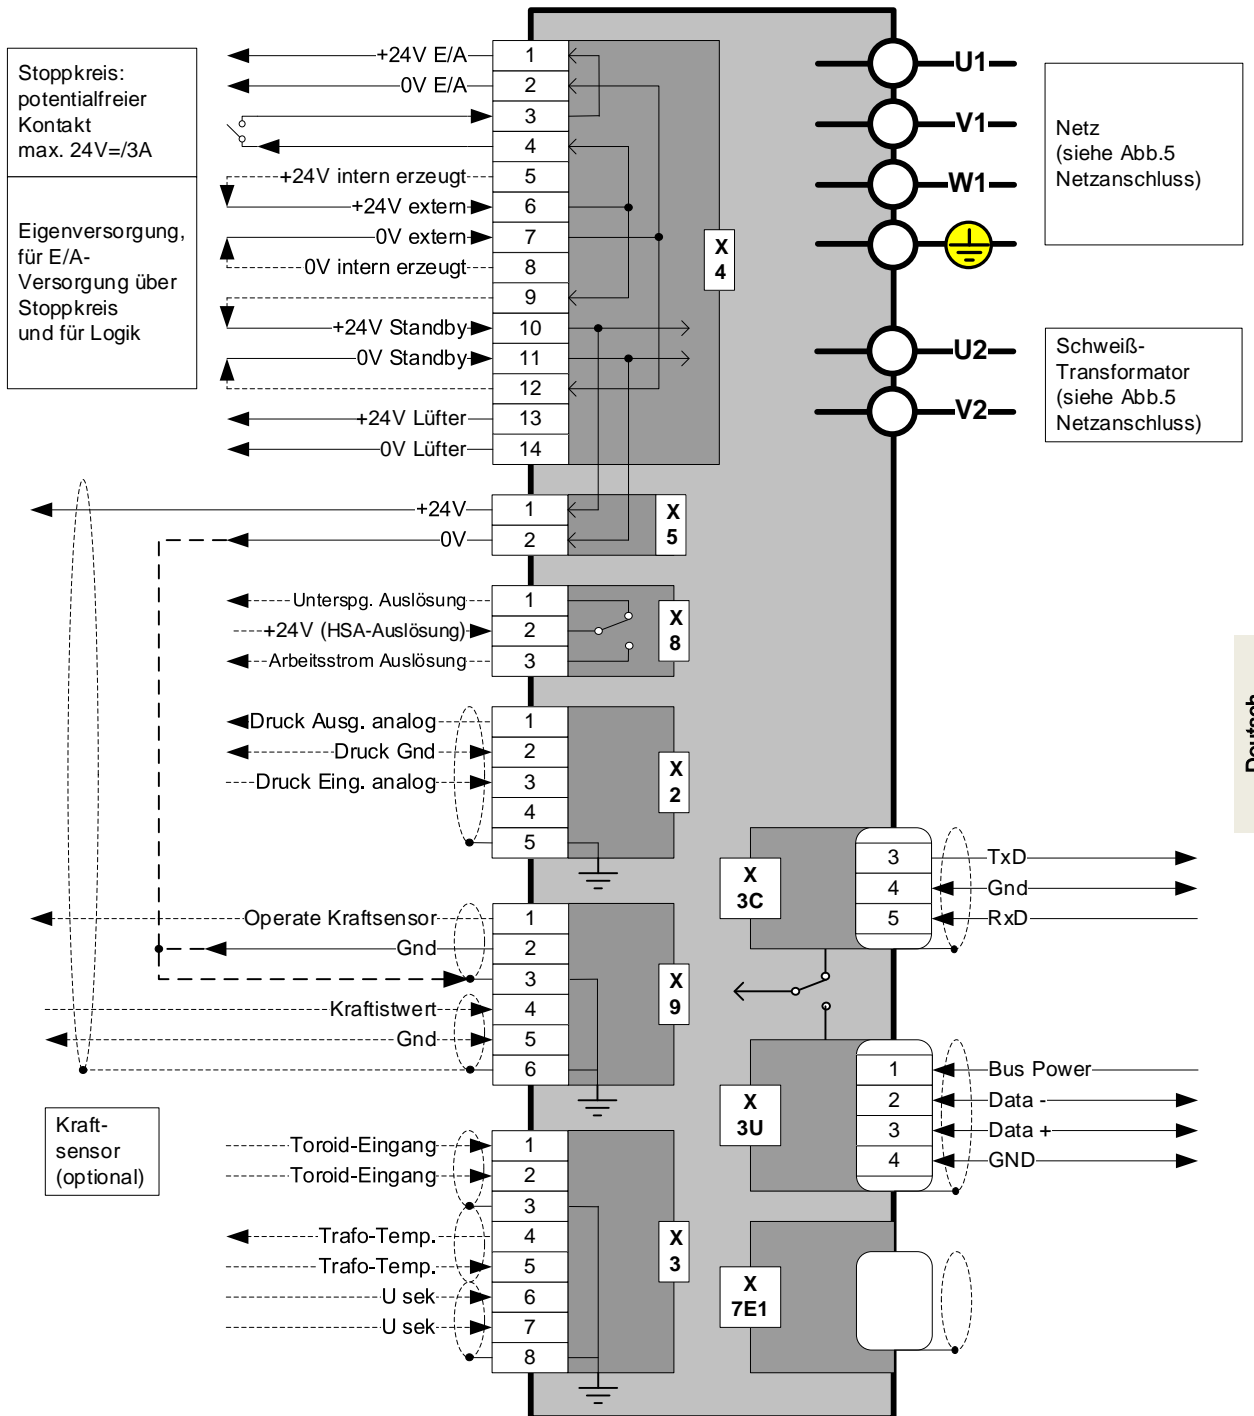 Stoppkreis:
potentialfreier
Kontakt
max. 24V=/3A
Eigenversorgung,
für E/A-
Versorgung über
Stoppkreis
und für Logik
+24V E/A 1
0V E/A 2
3
4
+24V intern erzeugt 5
+24V extern 6
0V extern 7
0V intern erzeugt 8
9
+24V Standby 10
0V Standby 11
12
+24V Lüfter 13
0V Lüfter 14
X
4
+24V 1
0V 2
X
5
Unterspg. Auslösung 1
+24V (HSA-Auslösung) 2
Arbeitsstrom Auslösung 3
X
8
Druck Ausg. analog 1
Druck Gnd 2
Druck Eing. analog 3
4
5
X
2
Operate Kraftsensor 1
Gnd 2
3
Kraftistwert 4
Gnd 5
6
X
9
Kraft-
sensor
(optional)
Toroid-Eingang 1
Toroid-Eingang 2
3
Trafo-Temp. 4
Trafo-Temp. 5
U sek 6
U sek 7
8
X
3
U1
V1
W1
Netz
(siehe Abb.5
Netzanschluss)
U2
V2
Schweiß-
Transformator
(siehe Abb.5
Netzanschluss)
Deutsch
X
3C
3 TxD
4 Gnd
5 RxD
X
3U
1 Bus Power
2 Data -
3 Data +
4 GND
X
7E1